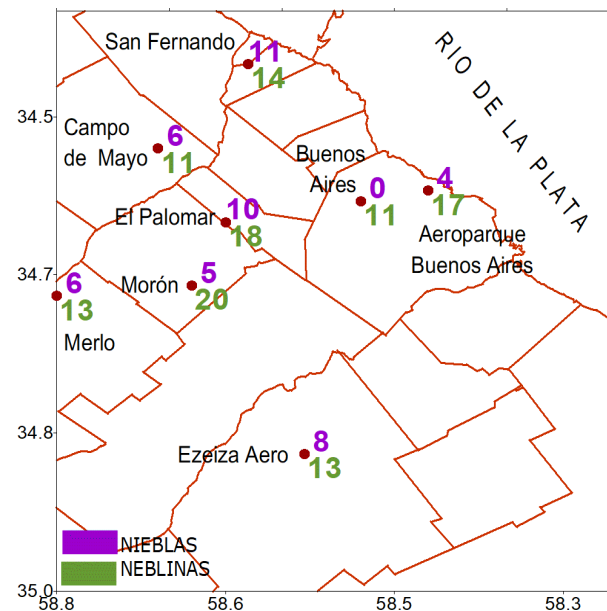 San Fernando
11
14
RIO DE LA PLATA
34.5
Campo
de Mayo
6
11
Buenos
Aires
0
11
4
17
El Palomar
10
18
Aeroparque
Buenos Aires
34.7
6
13
Morón
5
20
Merlo
Ezeiza Aero
8
13
34.8
NIEBLAS
NEBLINAS
35.0
58.8
58.6
58.5
58.3